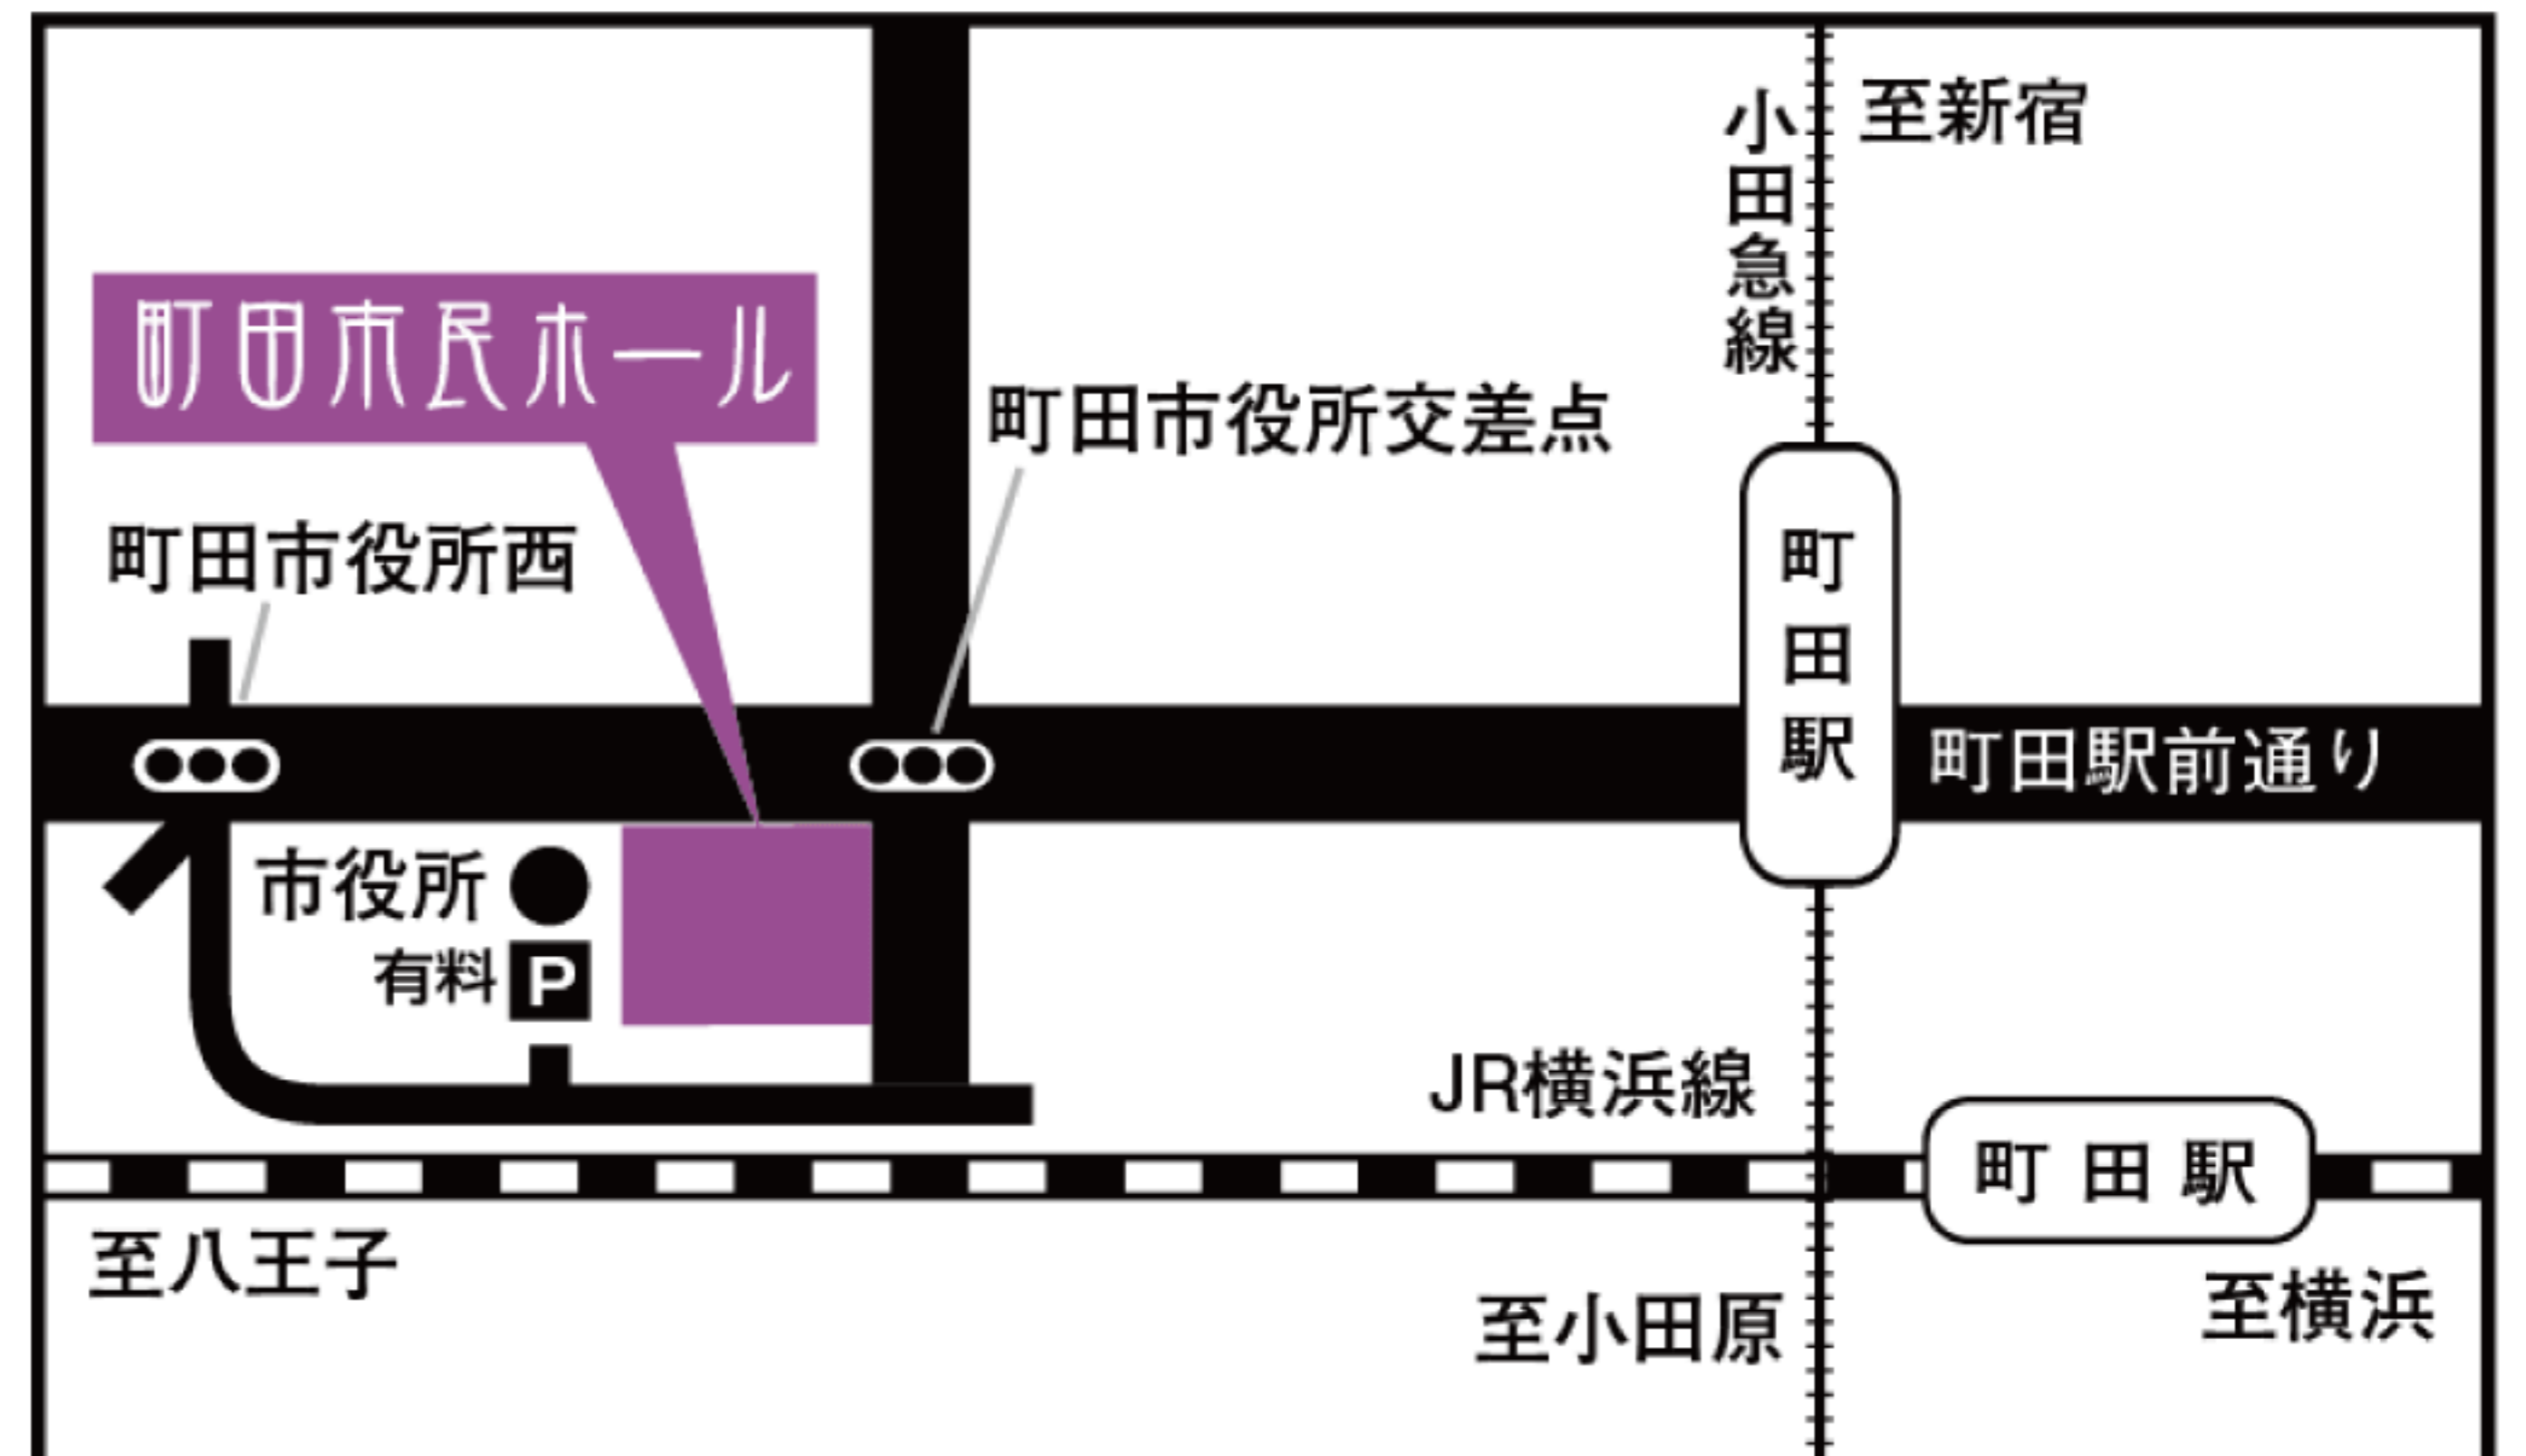 至新宿
小田急線
町田市民ホール
町田市役所交差点
町田市役所西
町田駅
町田駅前通り
市役所
有料 P
JR横浜線
町田駅
至八王子
至横浜
至小田原